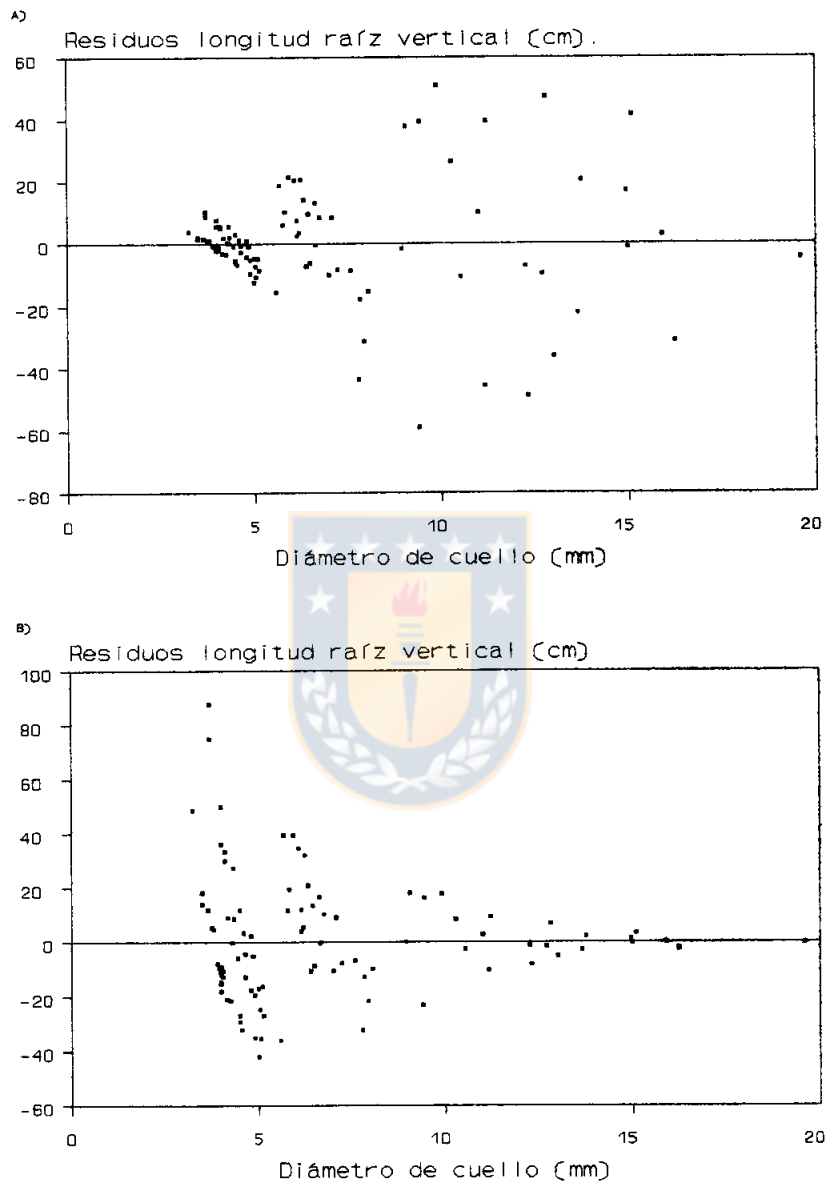 A)
Residuos longitud raíz vertical (cm).
60
40
20
0
-20
-40
-60
-80
0 5 10 15 20
Diámetro de cuello (mm)
B)
Residuos longitud raíz vertical (cm)
100
80
60
40
20
0
-20
-40
-60
0 5 10 15 20
Diámetro de cuello (mm)